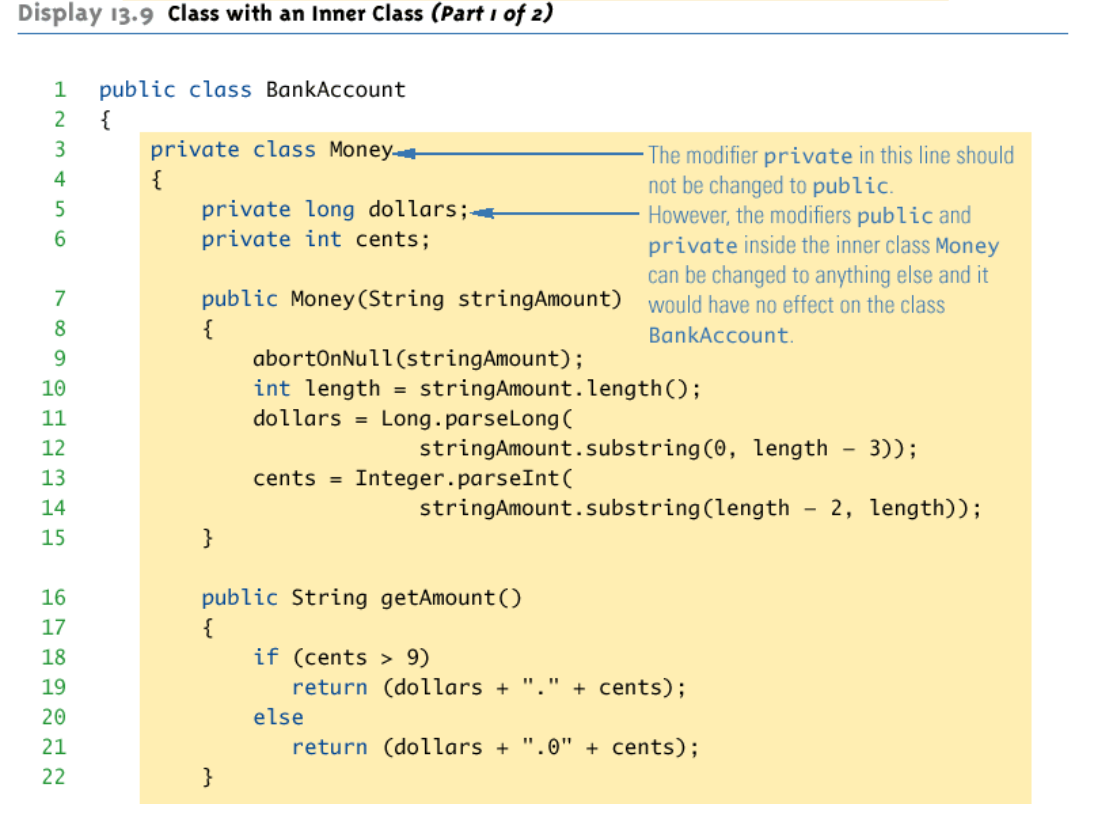 Display 13.9 Class with an Inner Class (Part 1 of 2)
1 public class BankAccount
2 {
3 private class Money
The modifier private in this line should
not be changed to public.
4 {
5 private long dollars;
However, the modifiers public and
private inside the inner class Money
can be changed to anything else and it
would have no effect on the class
BankAccount.
6 private int cents;
7 public Money(String stringAmount)
8 {
9 abortOnNull(stringAmount);
10 int length = stringAmount.length();
11 dollars = Long.parseLong(
12 stringAmount.substring(0, length – 3));
13 cents = Integer.parseInt(
14 stringAmount.substring(length – 2, length));
15 }
16 public String getAmount()
17 {
18 if (cents > 9)
19 return (dollars + "." + cents);
20 else
21 return (dollars + ".0" + cents);
22 }